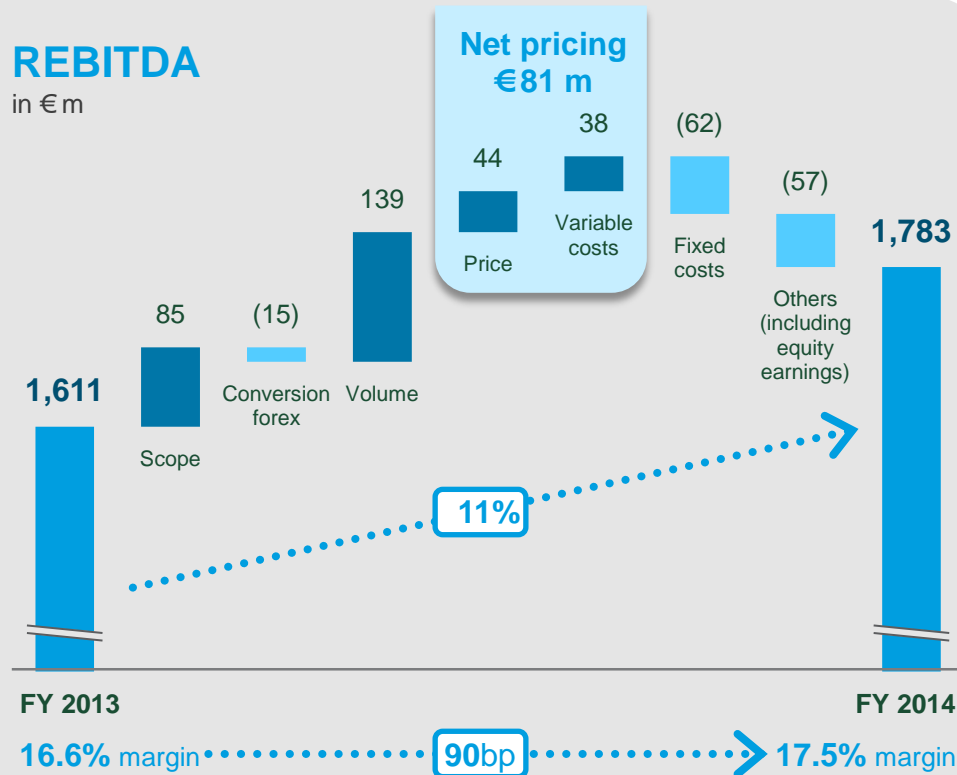 REBITDA
in € m
Net pricing
€81 m
1,611
85
Scope
(15)
Conversion
forex
139
Volume
44
Price
38
Variable
costs
(62)
Fixed
costs
(57)
Others
(including
equity
earnings)
1,783
11%
FY 2013
FY 2014
16.6% margin
90bp
17.5% margin